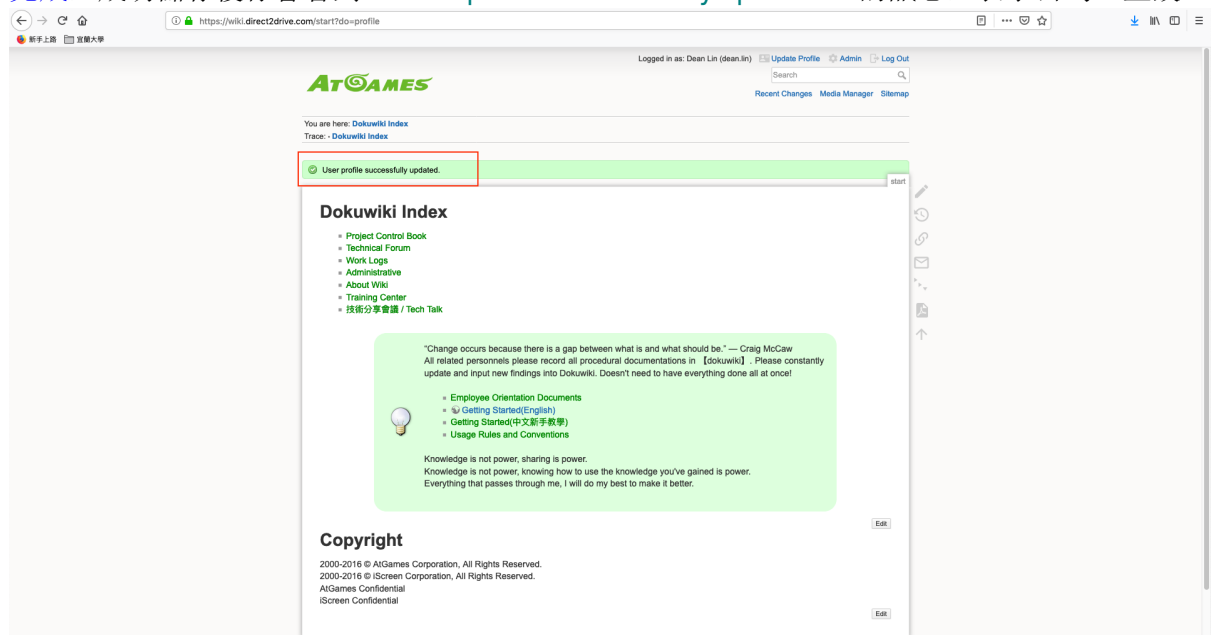 https://wiki.direct2drive.com/start?do=profile
新手上路 宜蘭大學
Logged in as: Dean Lin (dean.lin) Update Profile Admin Log Out
ATGAMES
Search
Recent Changes Media Manager Sitemap
You are here: Dokuwiki Index
Trace: • Dokuwiki Index
User profile successfully updated.
start
Dokuwiki Index
Project Control Book
Technical Forum
Work Logs
Administrative
About Wiki
Training Center
技術分享會議 / Tech Talk
"Change occurs because there is a gap between what is and what should be." — Craig McCaw
All related personnels please record all procedural documentations in 【dokuwiki】. Please constantly
update and input new findings into Dokuwiki. Doesn't need to have everything done all at once!
Employee Orientation Documents
Getting Started(English)
Getting Started(中文新手教學)
Usage Rules and Conventions
Knowledge is not power, sharing is power.
Knowledge is not power, knowing how to use the knowledge you've gained is power.
Everything that passes through me, I will do my best to make it better.
Edit
Copyright
2000-2016 © AtGames Corporation, All Rights Reserved.
2000-2016 © iScreen Corporation, All Rights Reserved.
AtGames Confidential
iScreen Confidential
Edit